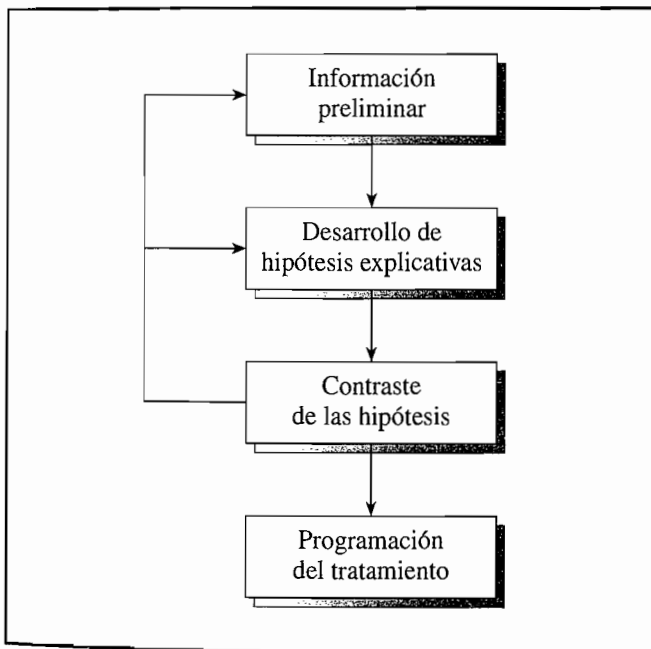 Información
preliminar
Desarrollo de
hipótesis explicativas
Contraste
de las hipótesis
Programación
del tratamiento